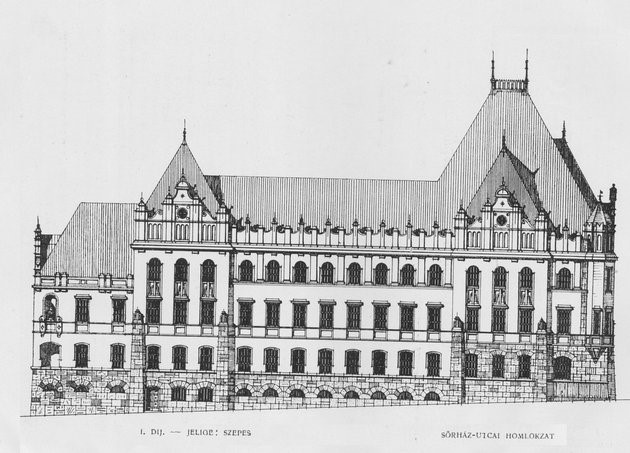 I. DIJ. — JELIGE: SZEPES
SÖRHÁZ-UTCAI HOMLOKZAT